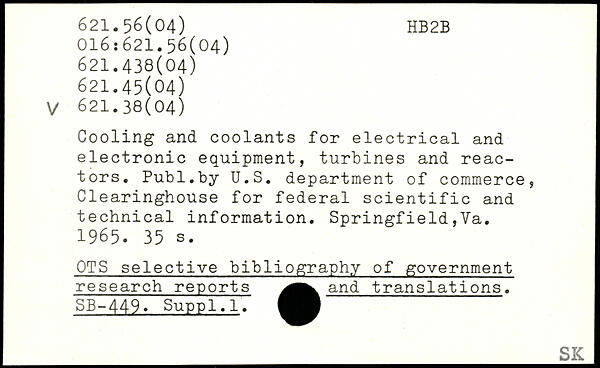 621.56(04) HB2B
016:621.56(04)
621.438(04)
621.45(04)
V 621.38(04)
Cooling and coolants for electrical and
electronic equipment, turbines and reac-
tors. Publ.by U.S. department of commerce,
Clearinghouse for federal scientific and
technical information. Springfield,Va.
1965. 35 s.
OTS selective bibliography of government
research reports and translations.
SB-449. Suppl.1.
SK